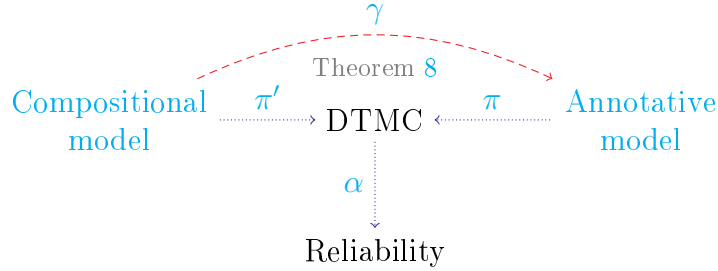 γ
Theorem 8
Compositional
model
π′
DTMC
π
Annotative
model
α
Reliability